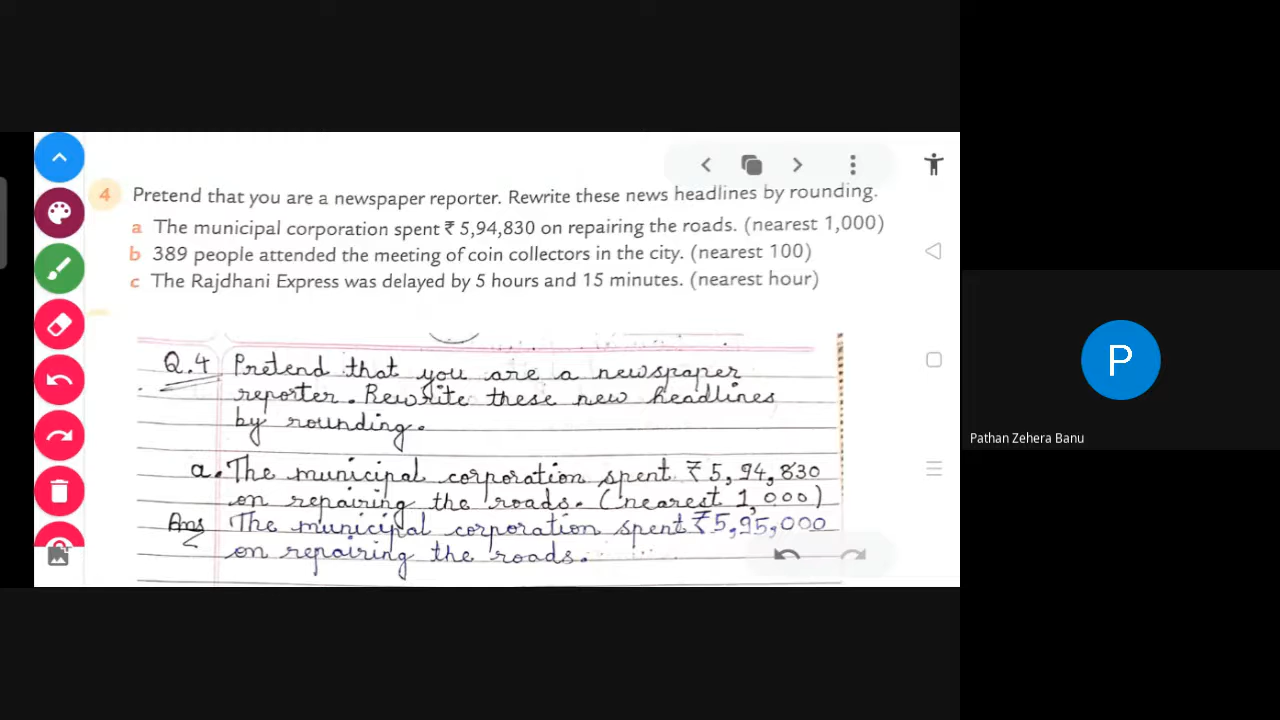 4 Pretend that you are a newspaper reporter. Rewrite these news headlines by rounding.
a The municipal corporation spent ₹ 5,94,830 on repairing the roads. (nearest 1,000)
b 389 people attended the meeting of coin collectors in the city. (nearest 100)
c The Rajdhani Express was delayed by 5 hours and 15 minutes. (nearest hour)
Q.4 Pretend that you are a newspaper
reporter. Rewrite these new headlines
by rounding.
a. The municipal corporation spent ₹ 5,94,830
on repairing the roads. (nearest 1,000)
Ans The municipal corporation spent ₹5,95,000
on repairing the roads.
P
Pathan Zehera Banu